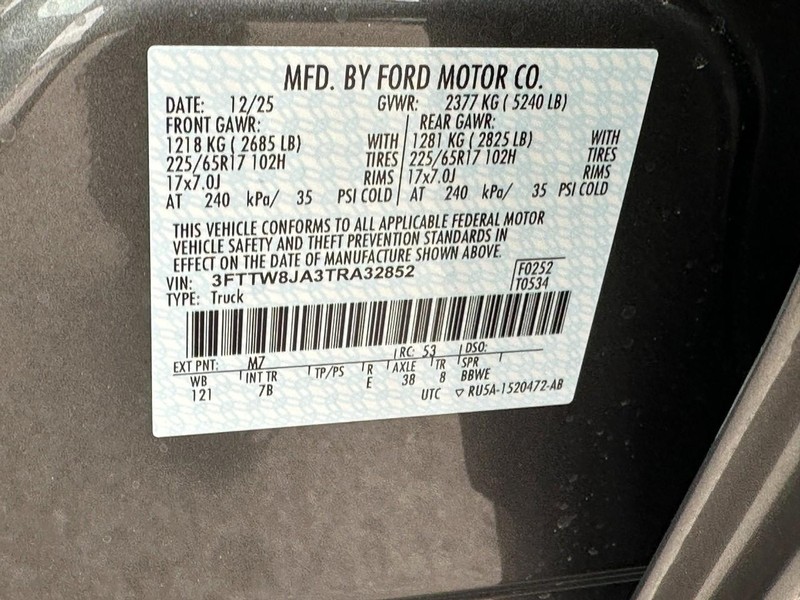 MFD. BY FORD MOTOR CO.
DATE: 12/25 GVWR: 2377 KG ( 5240 LB)
FRONT GAWR: REAR GAWR:
1218 KG ( 2685 LB) WITH 1281 KG ( 2825 LB) WITH
225/65R17 102H TIRES 225/65R17 102H TIRES
17x7.0J RIMS 17x7.0J RIMS
AT 240 kPa/ 35 PSI COLD AT 240 kPa/ 35 PSI COLD
THIS VEHICLE CONFORMS TO ALL APPLICABLE FEDERAL MOTOR
VEHICLE SAFETY AND THEFT PREVENTION STANDARDS IN
EFFECT ON THE DATE OF MANUFACTURE SHOWN ABOVE.
VIN: 3FTTW8JA3TRA32852 F0252
TYPE: Truck T0534
EXT PNT: M7 RC: 53 DSO:
WB INT TR TP/PS R AXLE TR SPR
121 7B E 38 8 BBWE
UTC ▽ RU5A-1520472-AB